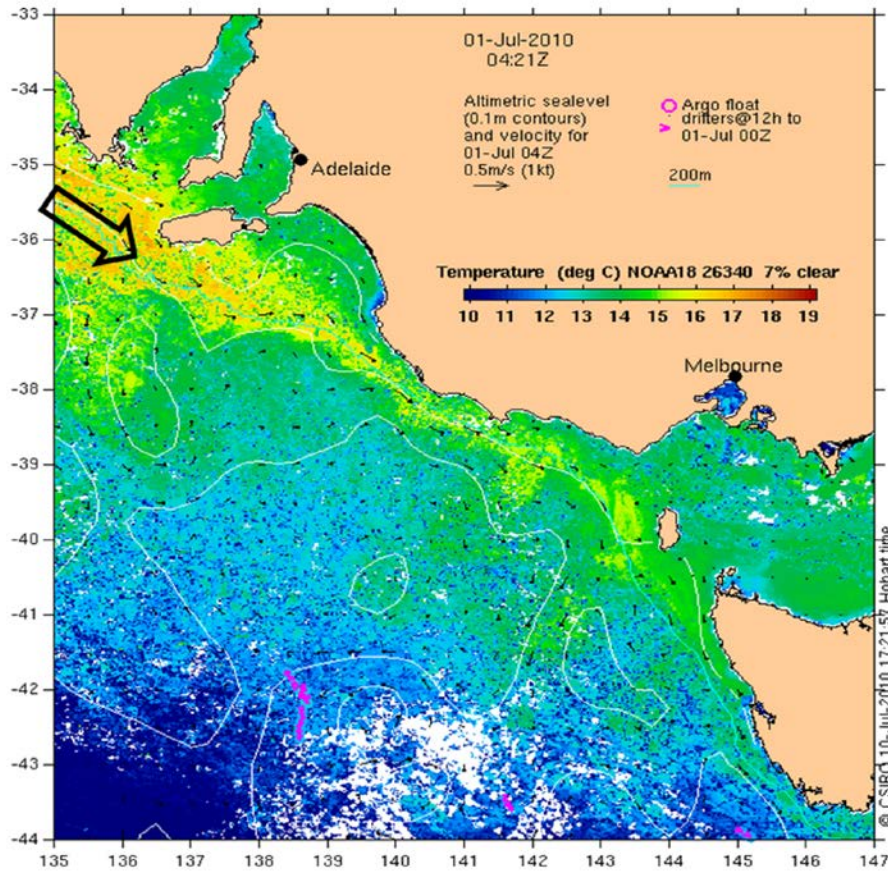 01-Jul-2010
04:21Z
Altimetric sealevel
(0.1m contours)
and velocity for
01-Jul 04Z
0.5m/s (1kt)
Argo float
drifters@12h to
01-Jul 00Z
200m
Adelaide
Temperature (deg C) NOAA18 26340 7% clear
10 11 12 13 14 15 16 17 18 19
Melbourne
-33
-34
-35
-36
-37
-38
-39
-40
-41
-42
-43
-44
135 136 137 138 139 140 141 142 143 144 145 146 147
© CSIRO 10-Jul-2010 17:21:57 Hobart time